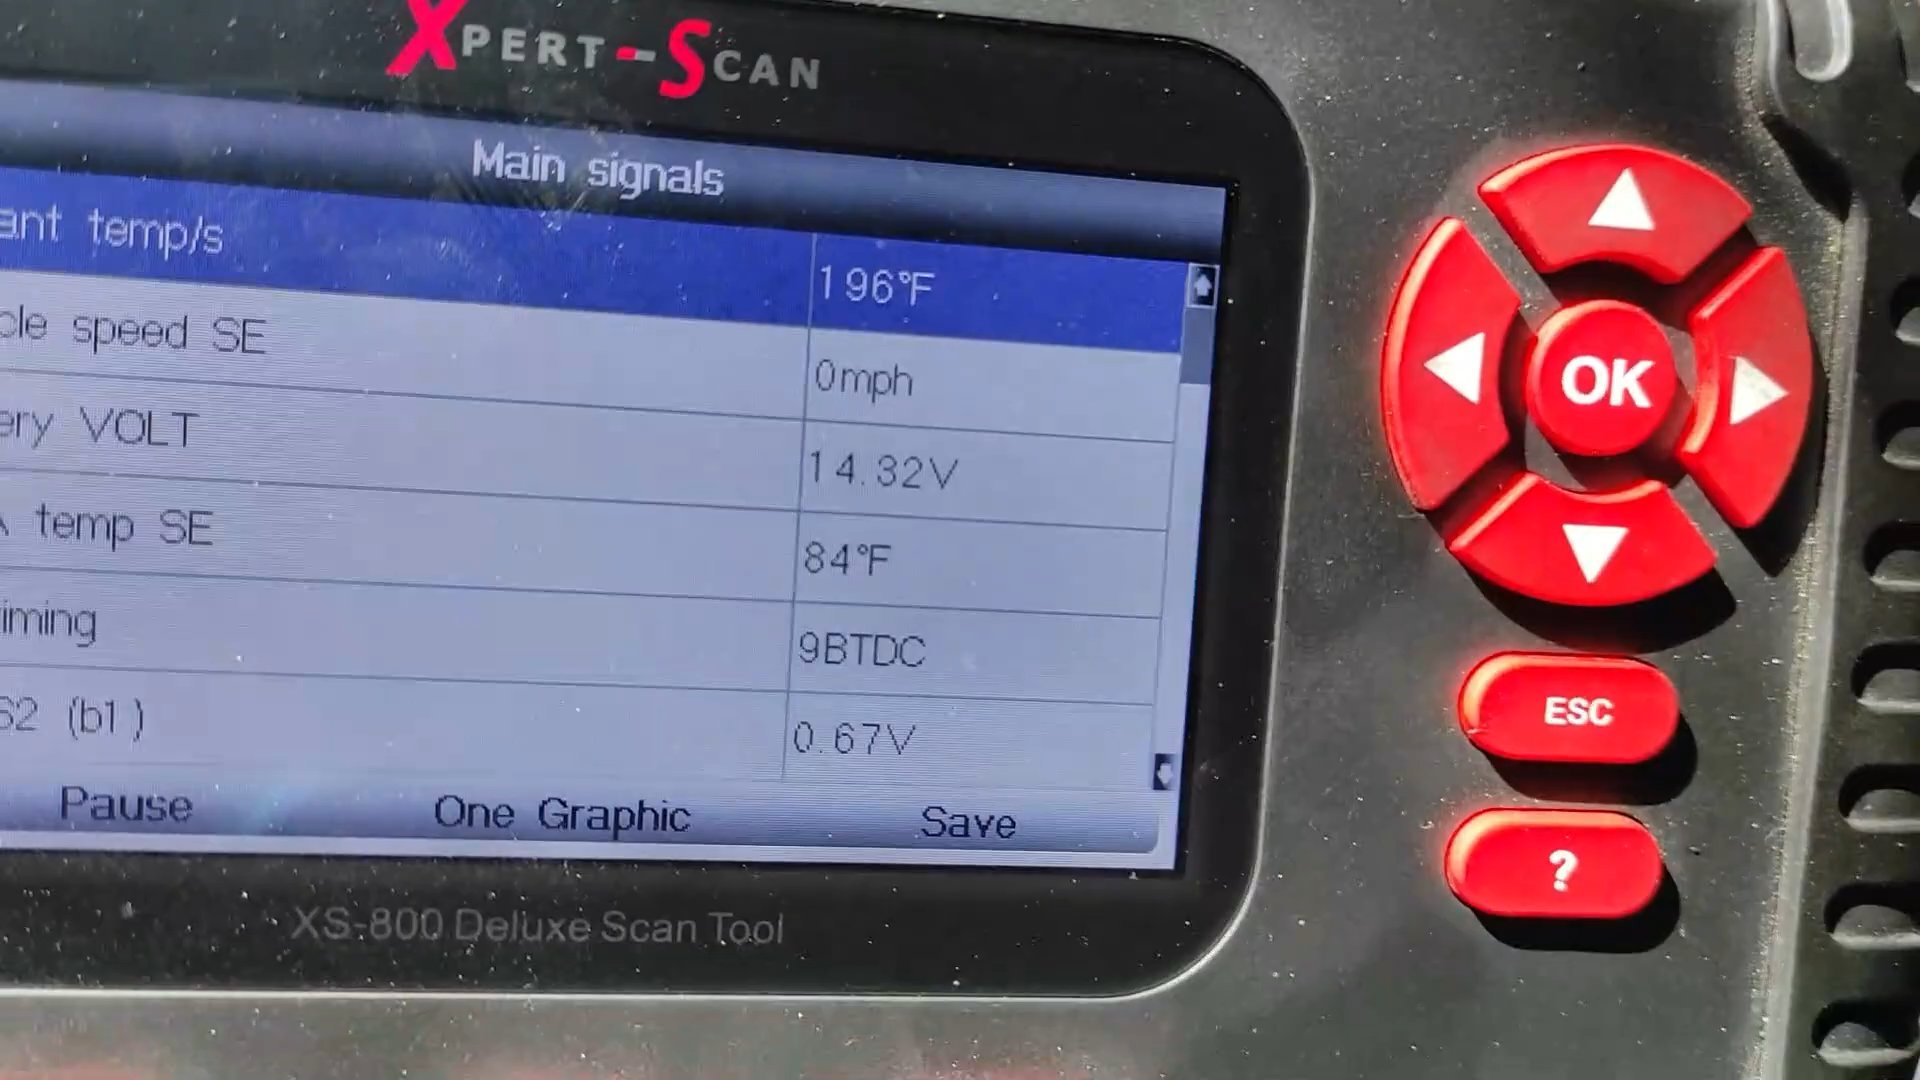 XPERT-SCAN
Main signals
ant temp/s 196°F
cle speed SE 0mph
ery VOLT 14.32V
temp SE 84°F
iming 9BTDC
S2 (b1) 0.67V
Pause One Graphic Save
XS-800 Deluxe Scan Tool
OK
ESC
?